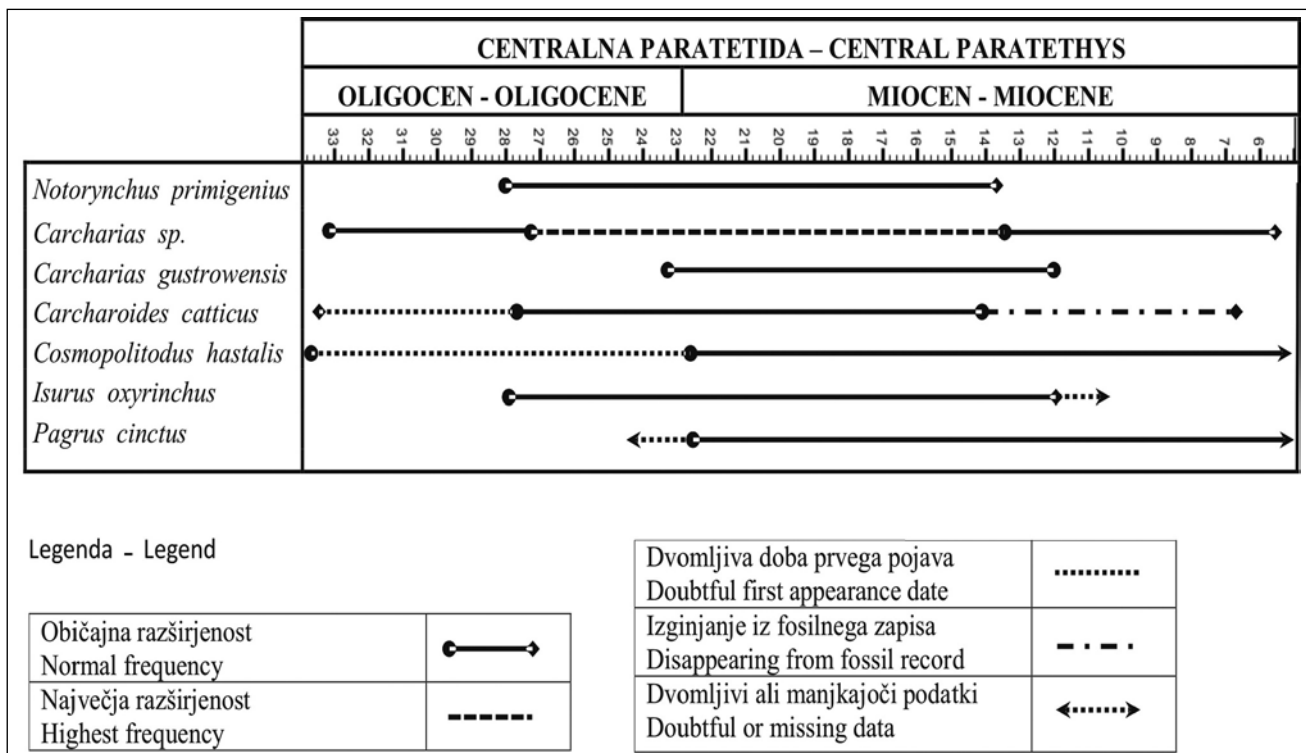 CENTRALNA PARATETIDA – CENTRAL PARATETHYS
OLIGOCEN - OLIGOCENE
MIOCEN - MIOCENE
33 32 31 30 29 28 27 26 25 24 23 22 21 20 19 18 17 16 15 14 13 12 11 10 9 8 7 6
Notorynchus primigenius
Carcharias sp.
Carcharias gustrowensis
Carcharoides catticus
Cosmopolitodus hastalis
Isurus oxyrinchus
Pagrus cinctus
Legenda - Legend
Običajna razširjenost
Normal frequency
Največja razširjenost
Highest frequency
Dvomljiva doba prvega pojava
Doubtful first appearance date
Izginjanje iz fosilnega zapisa
Disappearing from fossil record
Dvomljivi ali manjkajoči podatki
Doubtful or missing data